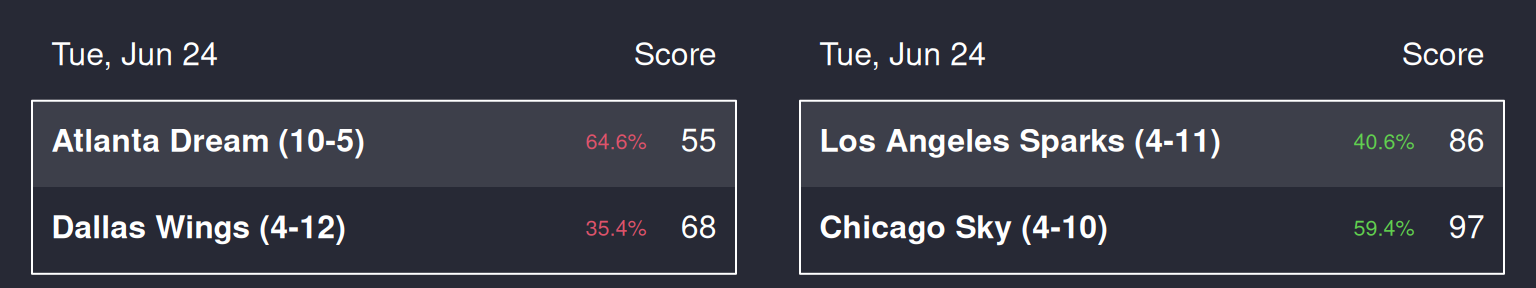 Tue, Jun 24 Score
Atlanta Dream (10-5) 64.6% 55
Dallas Wings (4-12) 35.4% 68
Tue, Jun 24 Score
Los Angeles Sparks (4-11) 40.6% 86
Chicago Sky (4-10) 59.4% 97